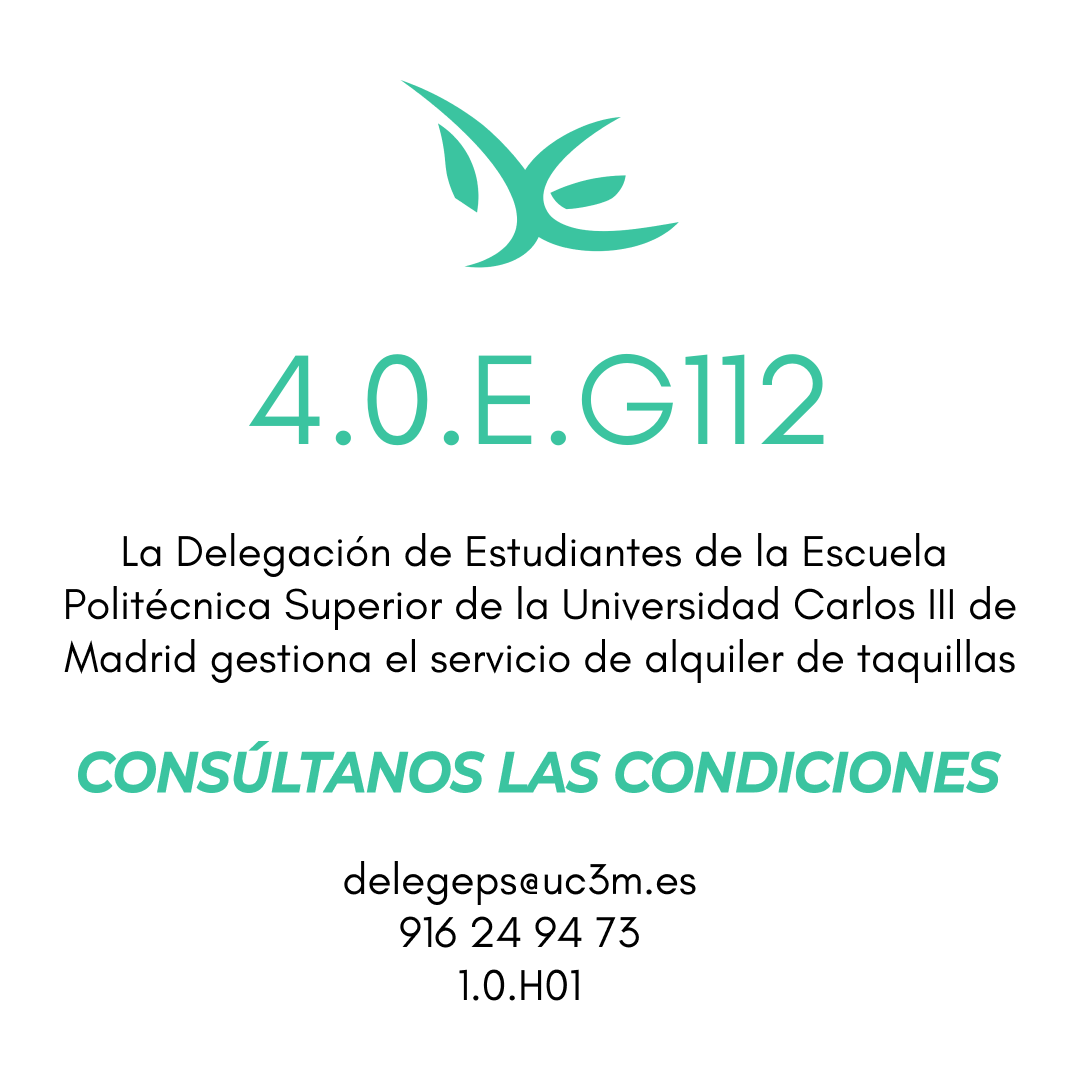 4.0.E.G112
La Delegación de Estudiantes de la Escuela
Politécnica Superior de la Universidad Carlos III de
Madrid gestiona el servicio de alquiler de taquillas
CONSÚLTANOS LAS CONDICIONES
delegeps@uc3m.es
916 24 94 73
1.0.H01